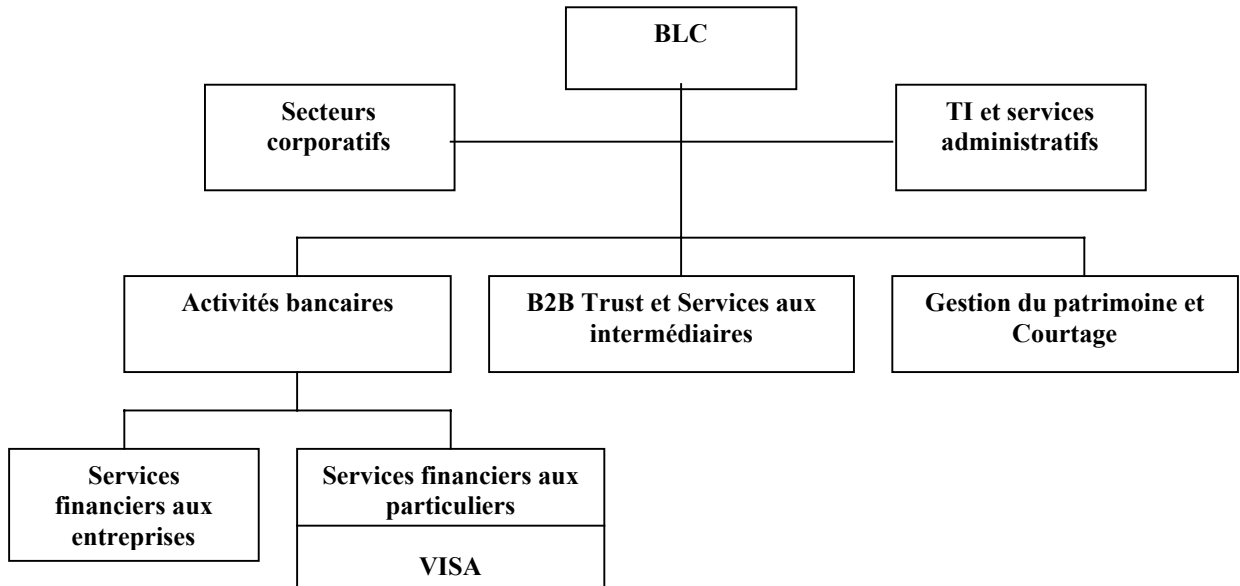 BLC
Secteurs
corporatifs
TI et services
administratifs
Activités bancaires
B2B Trust et Services aux
intermédiaires
Gestion du patrimoine et
Courtage
Services
financiers aux
entreprises
Services financiers aux
particuliers
VISA